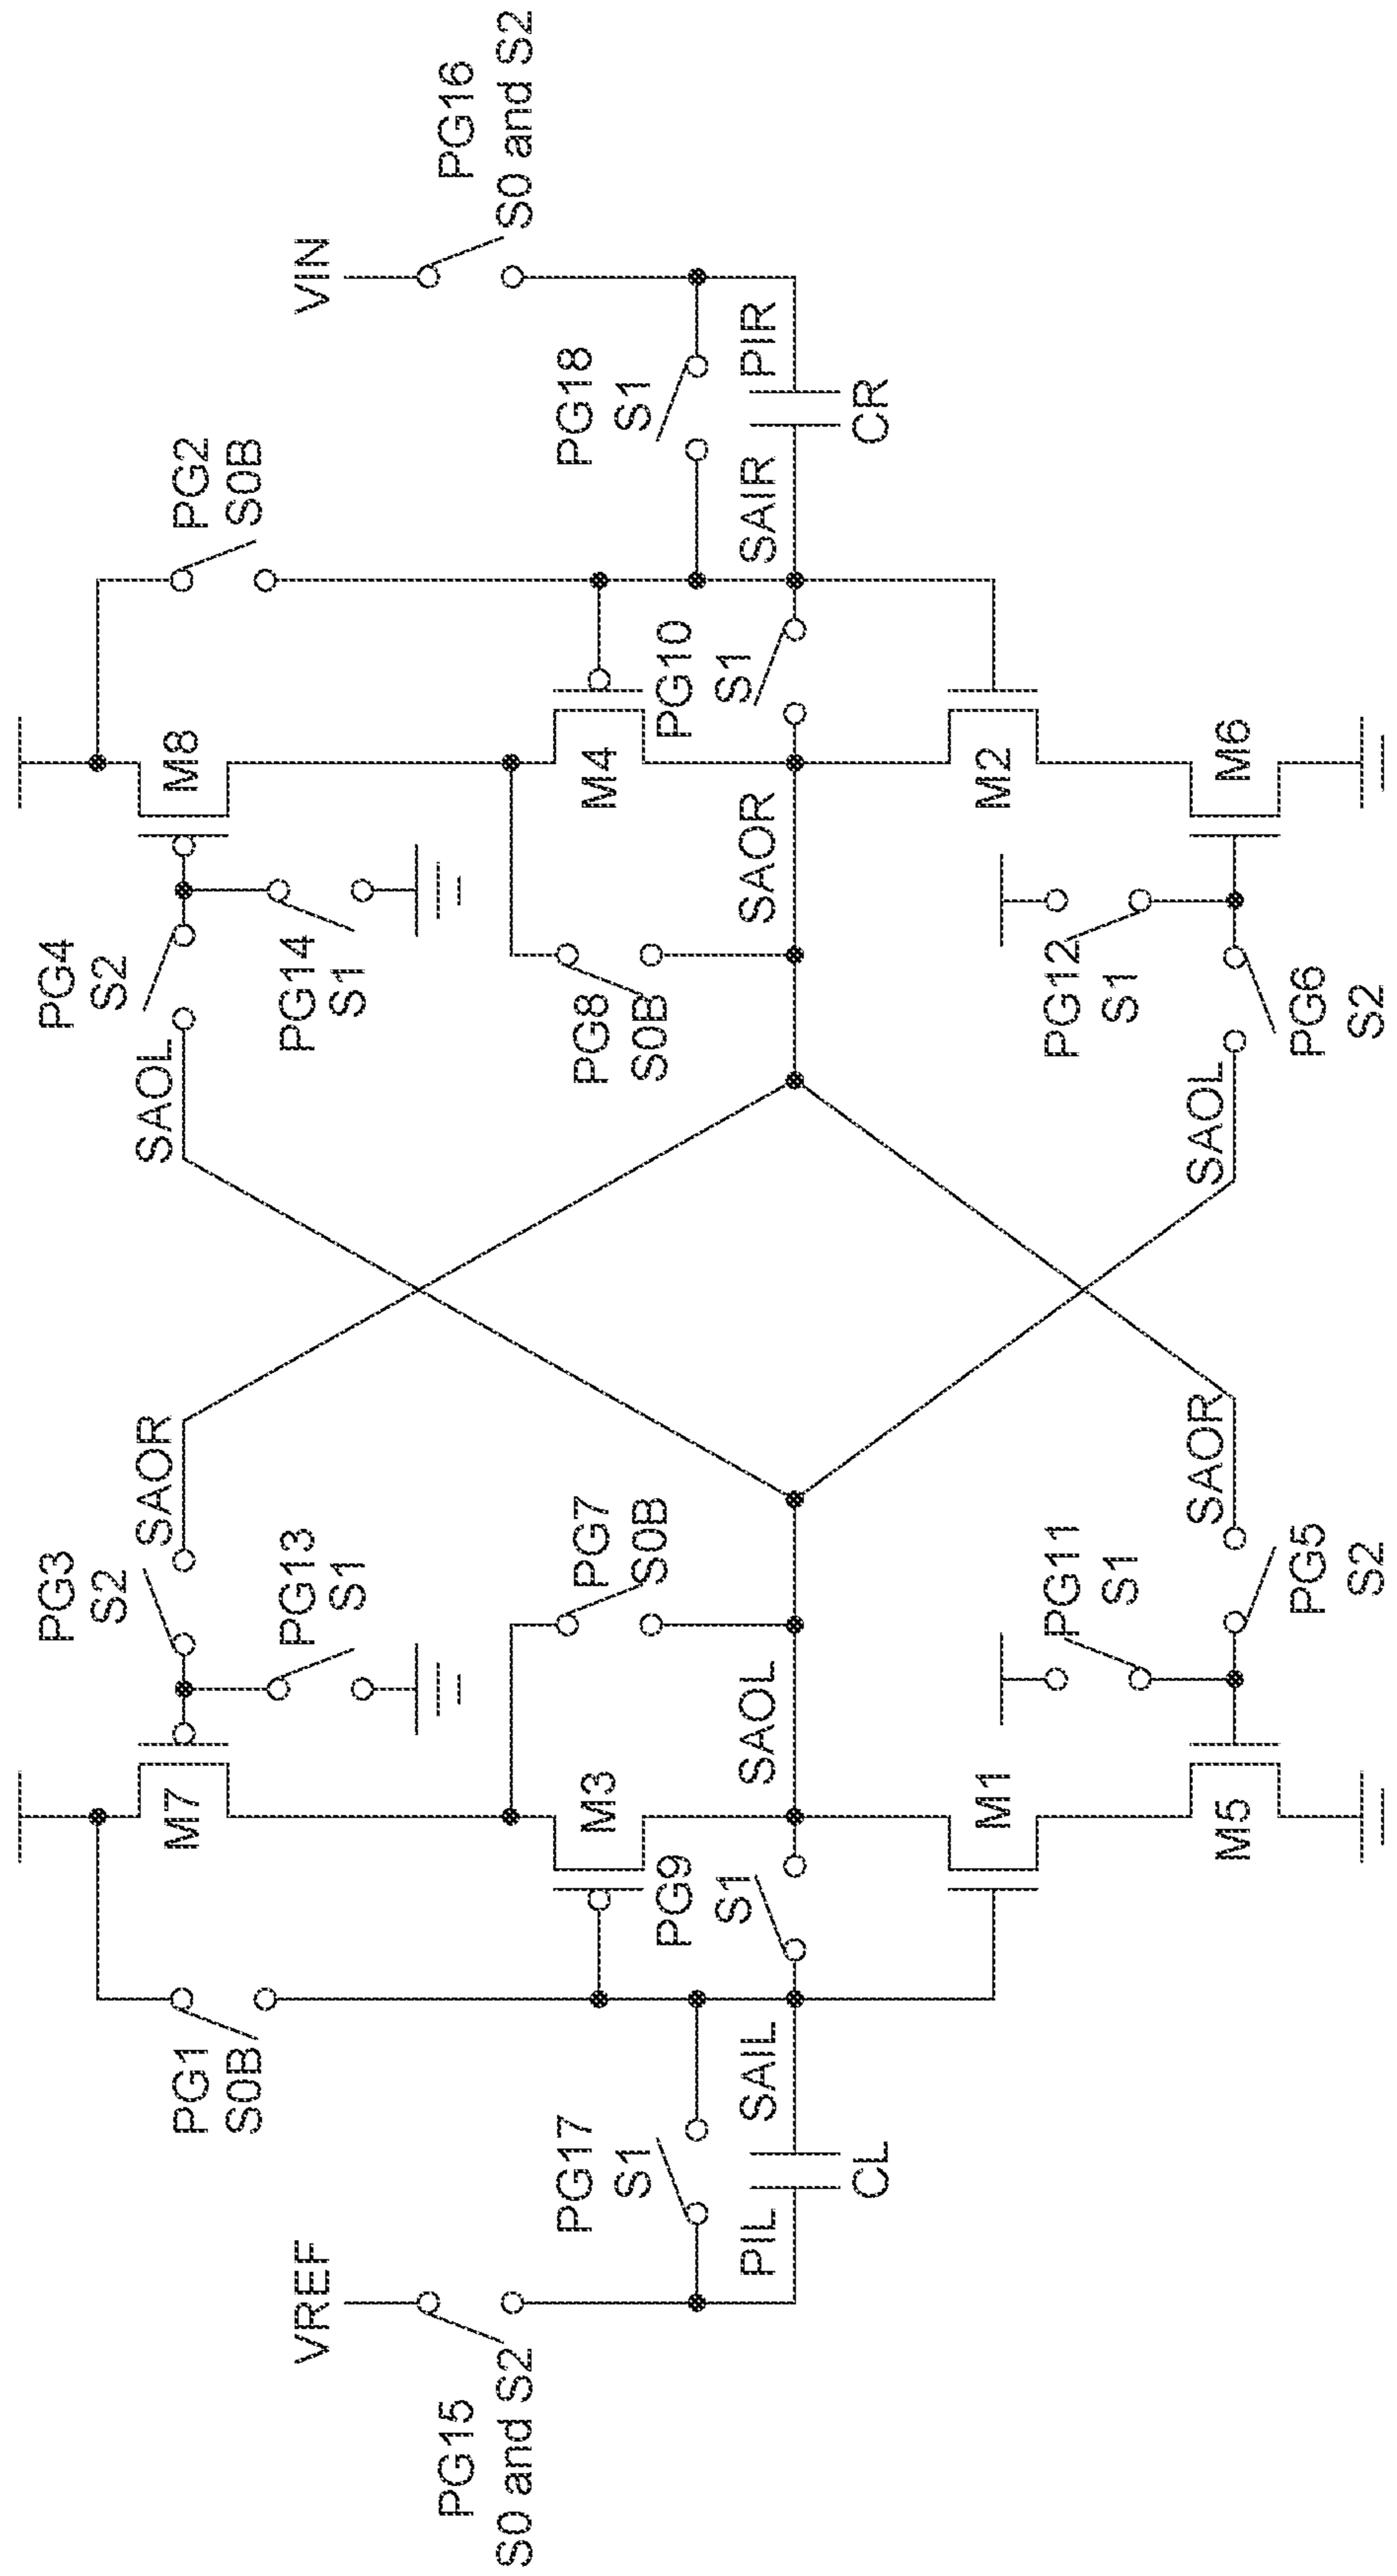 PG3
S2
PG4
S2
PG1
S0B
M7
SAOR
SAOL
M8
PG2
S0B
VREF
PG13
S1
PG14
S1
VIN
PG15
S0 and S2
PG16
S0 and S2
PG17
S1
M3
PG7
S0B
PG8
S0B
M4
PG18
S1
PG9
S1
PG10
S1
PIL
SAIL
SAOL
SAOR
SAIR
PIR
CL
CR
M1
M2
PG11
S1
PG12
S1
M5
SAOR
SAOL
M6
PG5
S2
PG6
S2